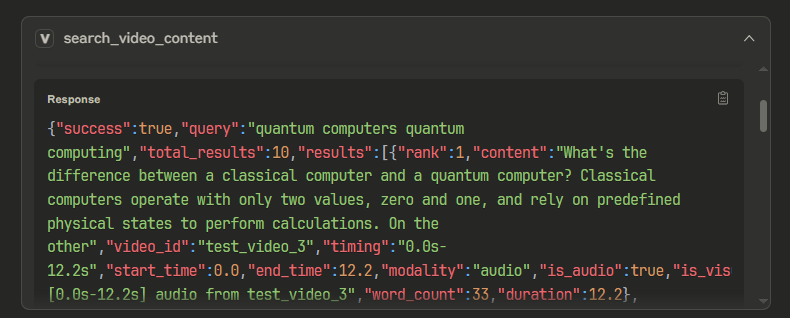 V search_video_content
Response
{"success":true,"query":"quantum computers quantum
computing","total_results":10,"results":[{"rank":1,"content":"What's the
difference between a classical computer and a quantum computer? Classical
computers operate with only two values, zero and one, and rely on predefined
physical states to perform calculations. On the
other","video_id":"test_video_3","timing":"0.0s-
12.2s","start_time":0.0,"end_time":12.2,"modality":"audio","is_audio":true,"is_visu
[0.0s-12.2s] audio from test_video_3","word_count":33,"duration":12.2},